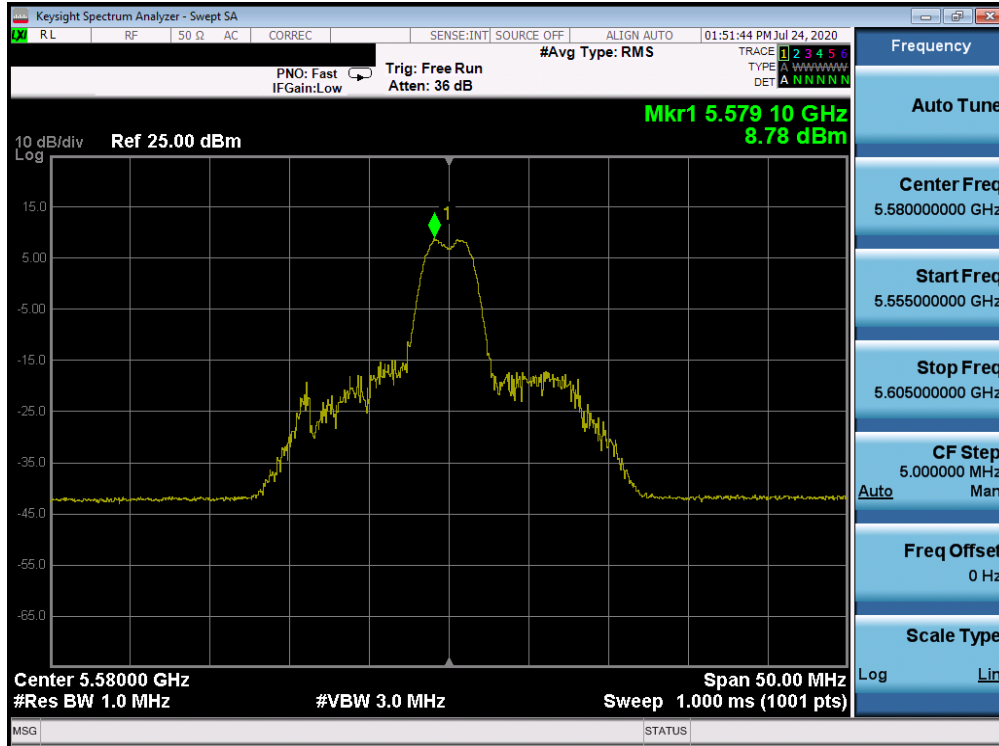 Keysight Spectrum Analyzer - Swept SA
LXI RL RF 50 Ω AC CORREC SENSE:INT SOURCE OFF ALIGN AUTO 01:51:44 PM Jul 24, 2020
#Avg Type: RMS
TRACE 1 2 3 4 5 6
PNO: Fast Trig: Free Run TYPE A WWWWW
IFGain:Low Atten: 36 dB DET A N N N N N
Mkr1 5.579 10 GHz
8.78 dBm
10 dB/div Ref 25.00 dBm
Log
1
15.0
5.00
-5.00
-15.0
-25.0
-35.0
-45.0
-55.0
-65.0
Center 5.58000 GHz Span 50.00 MHz
#Res BW 1.0 MHz #VBW 3.0 MHz Sweep 1.000 ms (1001 pts)
MSG STATUS
Frequency
Auto Tune
Center Freq
5.580000000 GHz
Start Freq
5.555000000 GHz
Stop Freq
5.605000000 GHz
CF Step
5.000000 MHz
Auto Man
Freq Offset
0 Hz
Scale Type
Log Lin